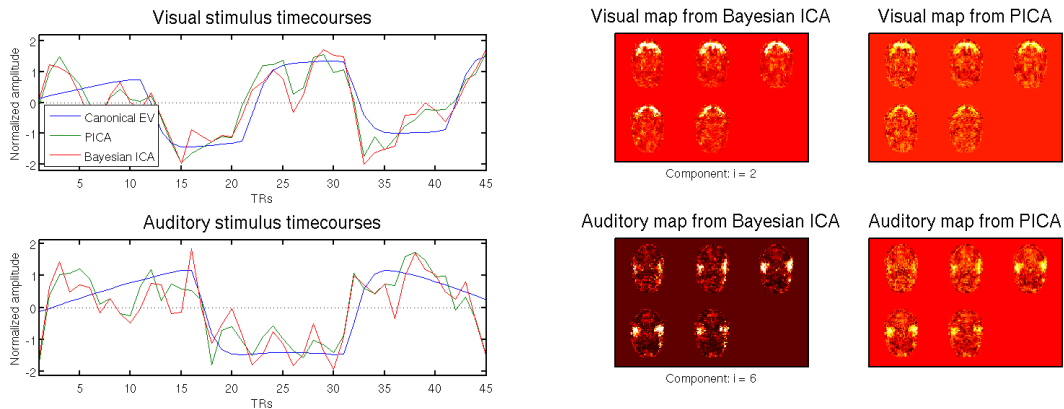 Visual stimulus timecourses
Normalized amplitude
2
1
0
-1
-2
Canonical EV
PICA
Bayesian ICA
5 10 15 20 25 30 35 40 45
TRs
Visual map from Bayesian ICA
Component: i = 2
Visual map from PICA
Auditory stimulus timecourses
Normalized amplitude
2
1
0
-1
-2
5 10 15 20 25 30 35 40 45
TRs
Auditory map from Bayesian ICA
Component: i = 6
Auditory map from PICA